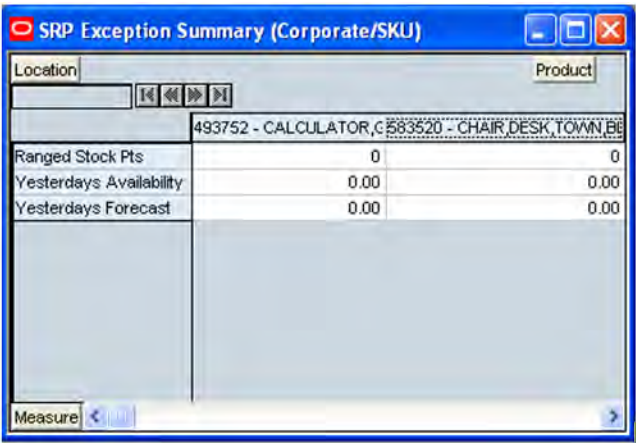 SRP Exception Summary (Corporate/SKU)
Location Product
493752 - CALCULATOR,G 583520 - CHAIR,DESK,TOWN,BE
Ranged Stock Pts 0 0
Yesterdays Availability 0.00 0.00
Yesterdays Forecast 0.00 0.00
Measure